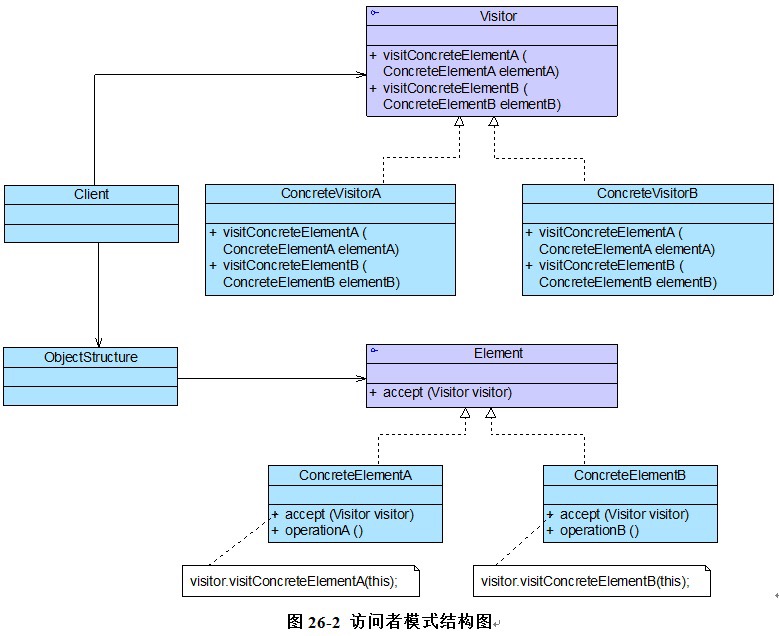 Visitor
+ visitConcreteElementA (
ConcreteElementA elementA)
+ visitConcreteElementB (
ConcreteElementB elementB)
Client
ConcreteVisitorA
+ visitConcreteElementA (
ConcreteElementA elementA)
+ visitConcreteElementB (
ConcreteElementB elementB)
ConcreteVisitorB
+ visitConcreteElementA (
ConcreteElementA elementA)
+ visitConcreteElementB (
ConcreteElementB elementB)
ObjectStructure
Element
+ accept (Visitor visitor)
ConcreteElementA
+ accept (Visitor visitor)
+ operationA ()
ConcreteElementB
+ accept (Visitor visitor)
+ operationB ()
visitor.visitConcreteElementA(this);
visitor.visitConcreteElementB(this);
图 26-2 访问者模式结构图